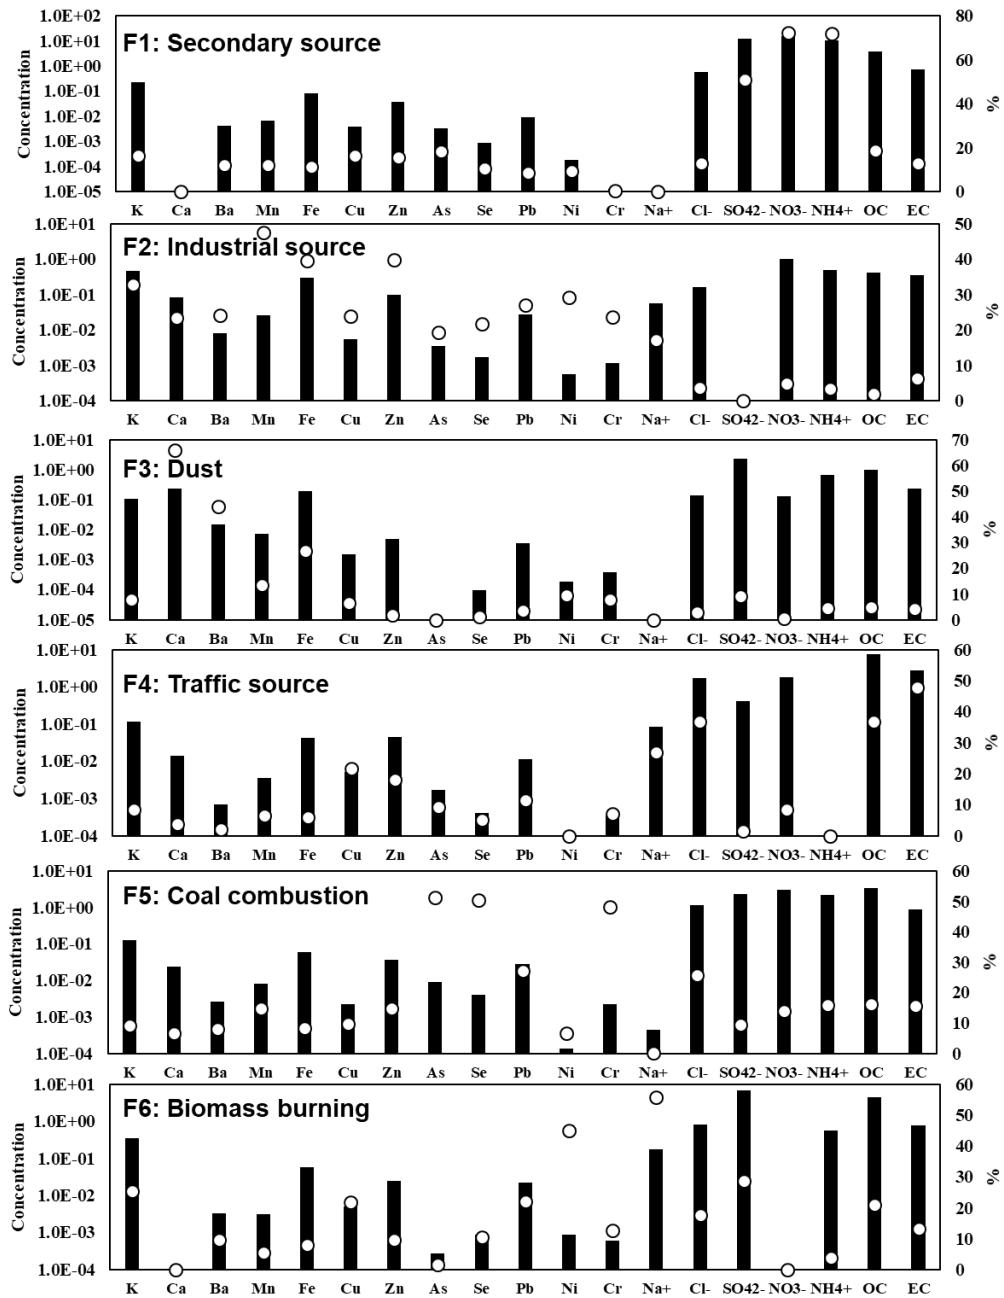 1.0E+02
1.0E+01
1.0E+00
1.0E-01
1.0E-02
1.0E-03
1.0E-04
1.0E-05
Concentration
F1: Secondary source
80
60
40
20
0
%
K Ca Ba Mn Fe Cu Zn As Se Pb Ni Cr Na+ Cl- SO42- NO3- NH4+ OC EC
1.0E+01
1.0E+00
1.0E-01
1.0E-02
1.0E-03
1.0E-04
Concentration
F2: Industrial source
50
40
30
20
10
0
%
K Ca Ba Mn Fe Cu Zn As Se Pb Ni Cr Na+ Cl- SO42- NO3- NH4+ OC EC
1.0E+01
1.0E+00
1.0E-01
1.0E-02
1.0E-03
1.0E-04
1.0E-05
Concentration
F3: Dust
70
60
50
40
30
20
10
0
%
K Ca Ba Mn Fe Cu Zn As Se Pb Ni Cr Na+ Cl- SO42- NO3- NH4+ OC EC
1.0E+01
1.0E+00
1.0E-01
1.0E-02
1.0E-03
1.0E-04
Concentration
F4: Traffic source
60
50
40
30
20
10
0
%
K Ca Ba Mn Fe Cu Zn As Se Pb Ni Cr Na+ Cl- SO42- NO3- NH4+ OC EC
1.0E+01
1.0E+00
1.0E-01
1.0E-02
1.0E-03
1.0E-04
Concentration
F5: Coal combustion
60
50
40
30
20
10
0
%
K Ca Ba Mn Fe Cu Zn As Se Pb Ni Cr Na+ Cl- SO42- NO3- NH4+ OC EC
1.0E+01
1.0E+00
1.0E-01
1.0E-02
1.0E-03
1.0E-04
Concentration
F6: Biomass burning
60
50
40
30
20
10
0
%
K Ca Ba Mn Fe Cu Zn As Se Pb Ni Cr Na+ Cl- SO42- NO3- NH4+ OC EC